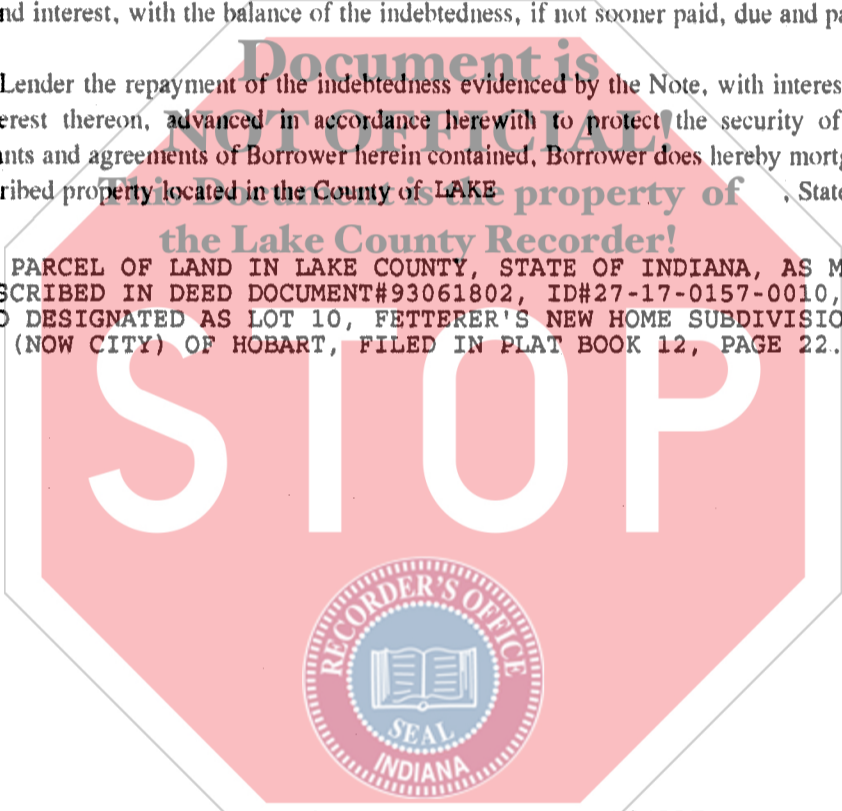 nd interest, with the balance of the indebtedness, if not sooner paid, due and pa
Document is
Lender the repayment of the indebtedness evidenced by the Note, with interes
erest thereon, advanced in accordance herewith to protect the security of
NOT OFFICIAL!
ants and agreements of Borrower herein contained, Borrower does hereby mortg
ribed property located in the County of LAKE , State
This Document is the property of
the Lake County Recorder!
PARCEL OF LAND IN LAKE COUNTY, STATE OF INDIANA, AS M
SCRIBED IN DEED DOCUMENT#93061802, ID#27-17-0157-0010,
O DESIGNATED AS LOT 10, FETTERER'S NEW HOME SUBDIVISIO
(NOW CITY) OF HOBART, FILED IN PLAT BOOK 12, PAGE 22.
STOP
RECORDER'S OFFICE
SEAL
INDIANA